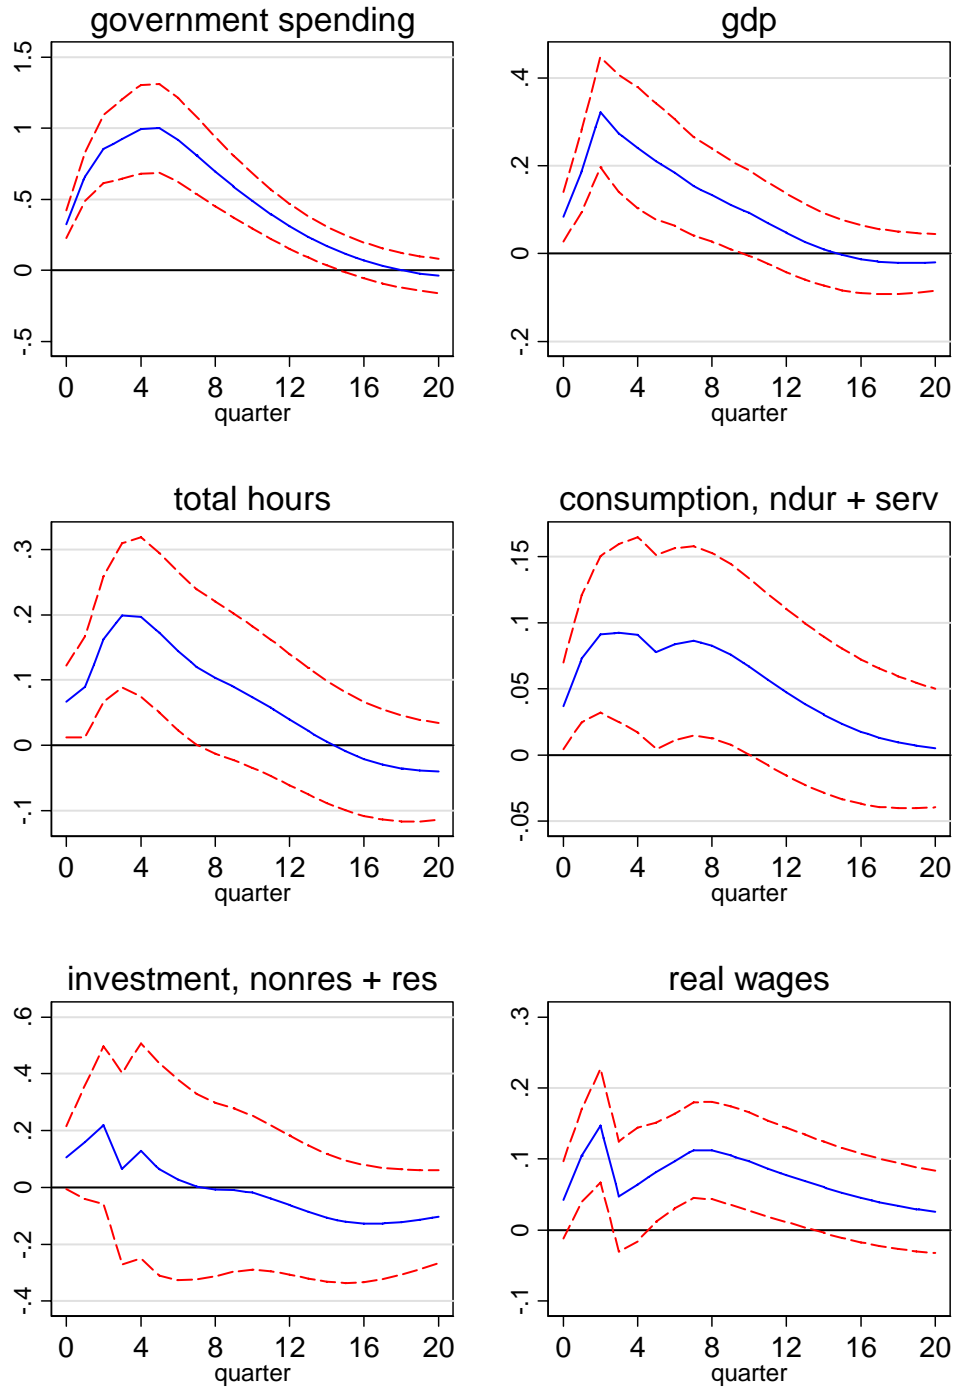 government spending
1.5
1
.5
0
-.5
0 4 8 12 16 20
quarter
gdp
.4
.2
0
-.2
0 4 8 12 16 20
quarter
total hours
.3
.2
.1
0
-.1
0 4 8 12 16 20
quarter
consumption, ndur + serv
.15
.1
.05
0
-.05
0 4 8 12 16 20
quarter
investment, nonres + res
.6
.4
.2
0
-.2
-.4
0 4 8 12 16 20
quarter
real wages
.3
.2
.1
0
-.1
0 4 8 12 16 20
quarter